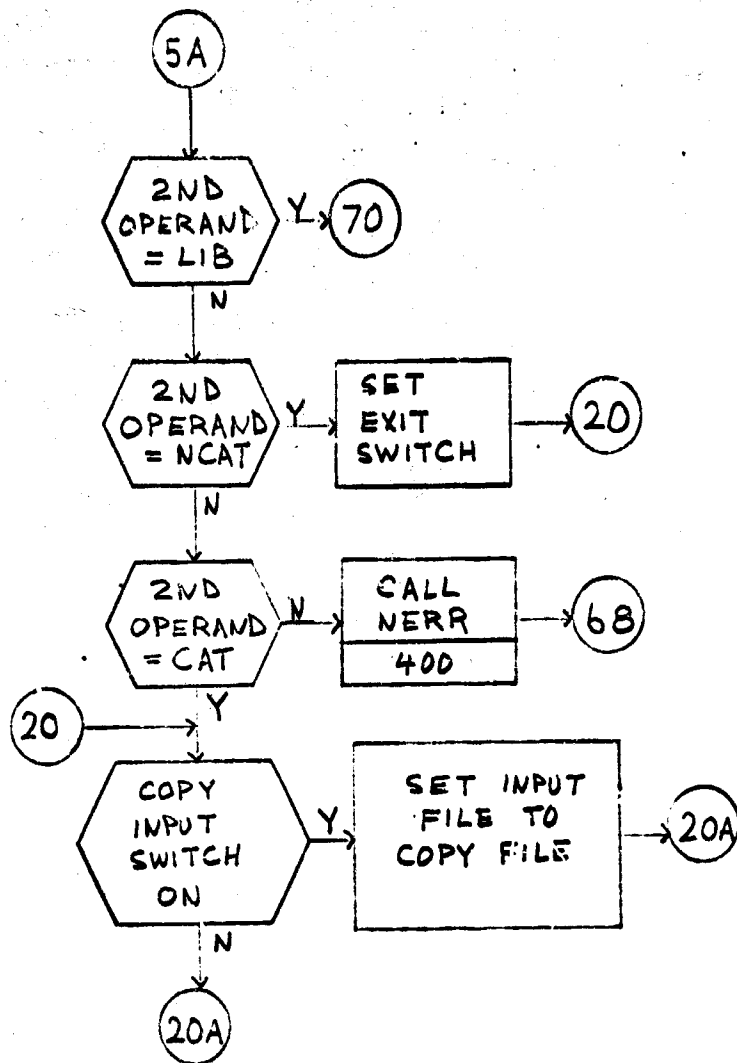 5A
2ND
OPERAND
= LIB
Y
70
N
2ND
OPERAND
= NCAT
Y
SET
EXIT
SWITCH
20
N
2ND
OPERAND
= CAT
N
CALL
NERR
400
68
Y
20
COPY
INPUT
SWITCH
ON
Y
SET INPUT
FILE TO
COPY FILE
20A
N
20A